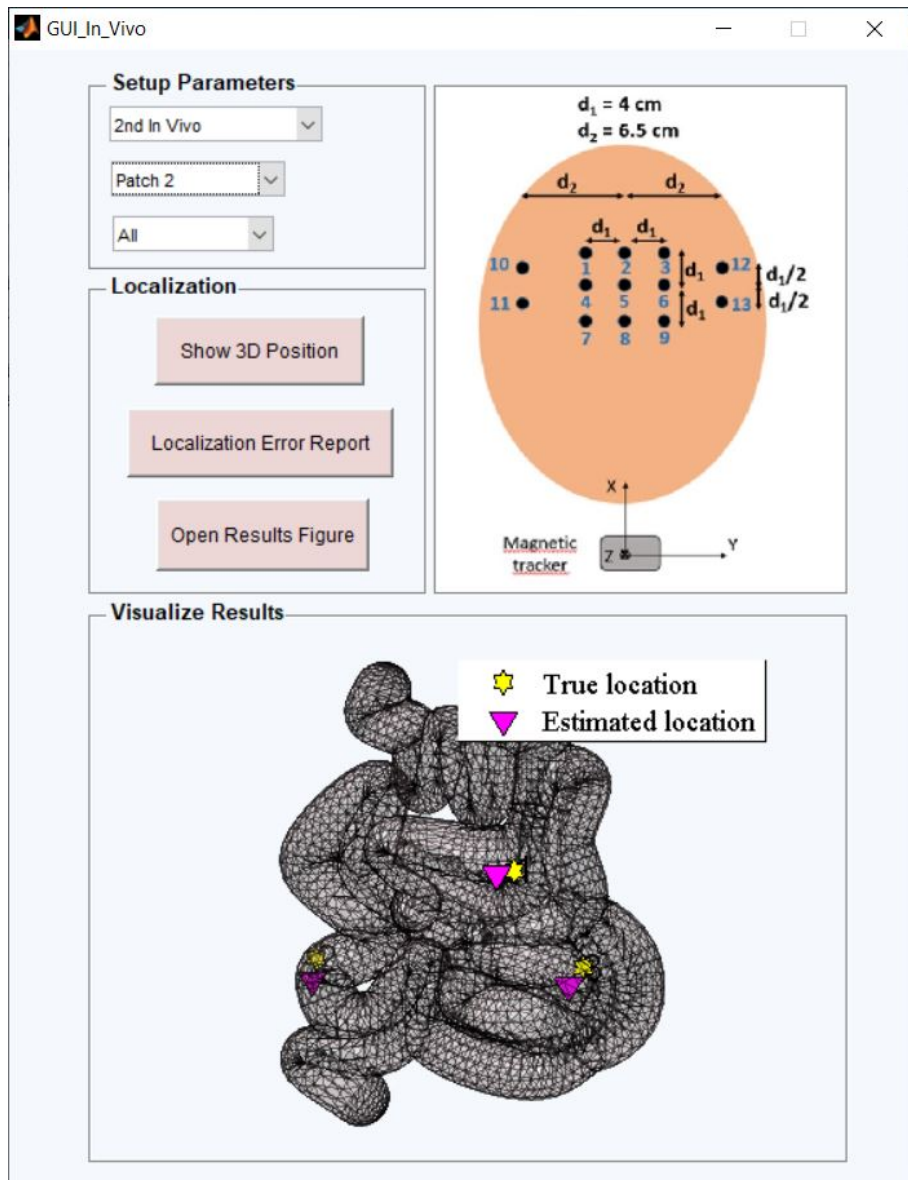 GUI_In_Vivo
Setup Parameters
2nd In Vivo
Patch 2
All
Localization
Show 3D Position
Localization Error Report
Open Results Figure
d₁ = 4 cm
d₂ = 6.5 cm
d₂ d₂
d₁ d₁
10 1 2 3 d₁ 12 d₁/2
11 4 5 6 d₁ 13 d₁/2
7 8 9
X
Magnetic
tracker
Z Y
Visualize Results
True location
Estimated location